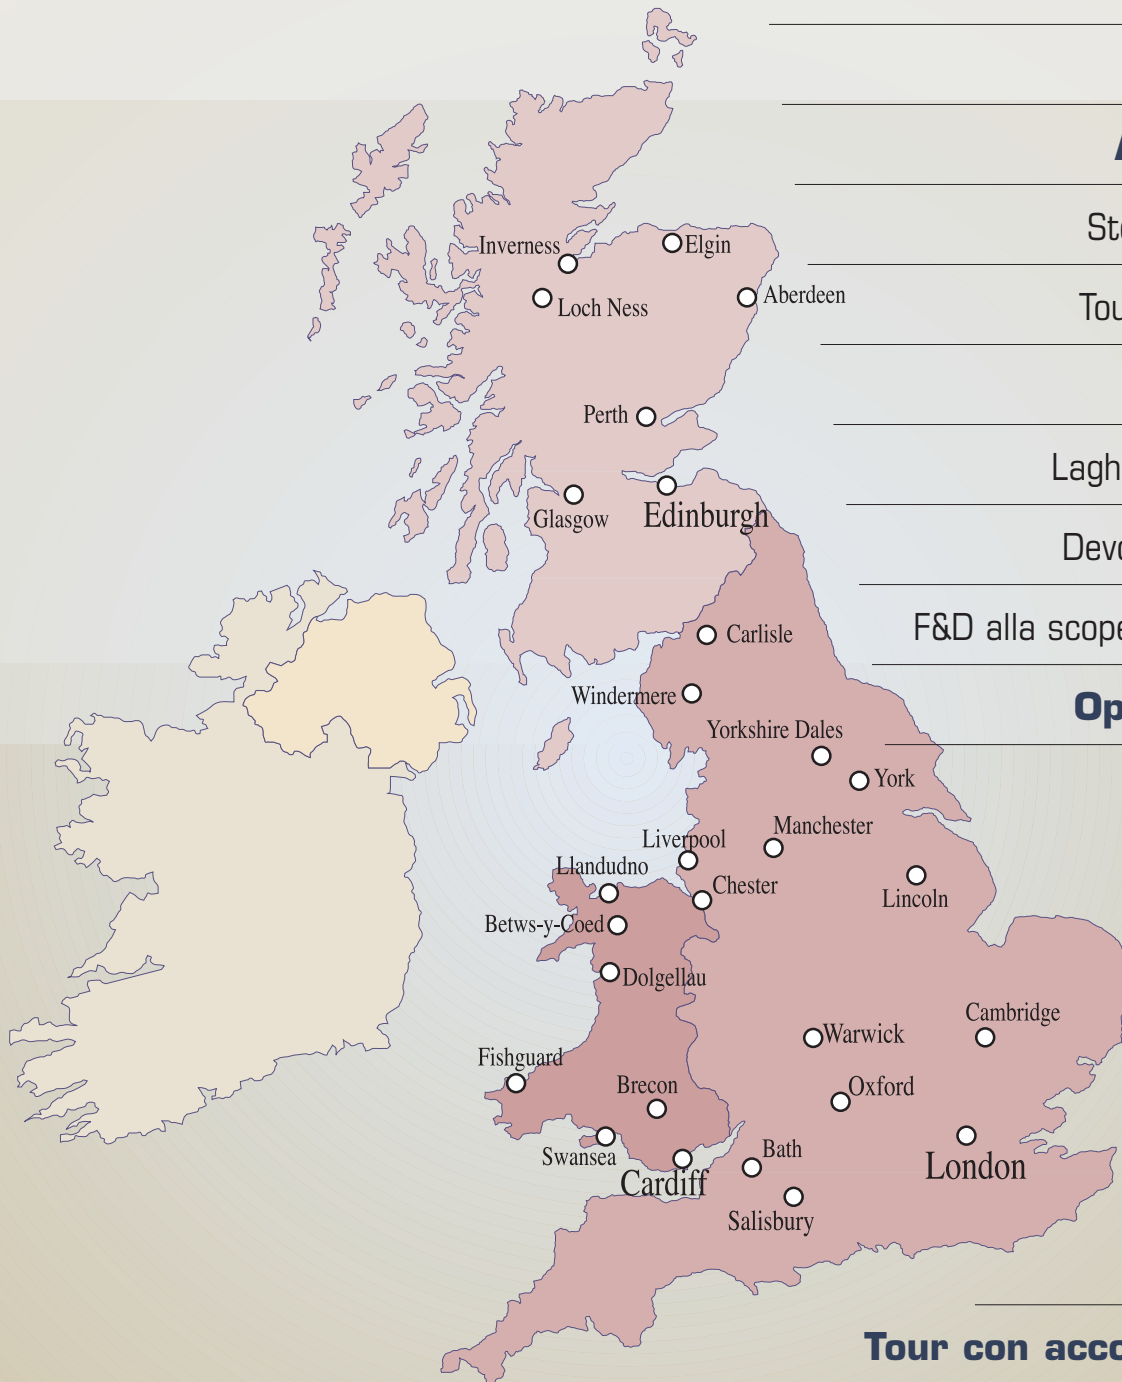 Inverness
Elgin
Loch Ness
Aberdeen
Perth
Glasgow
Edinburgh
Carlisle
Windermere
Yorkshire Dales
York
Manchester
Liverpool
Llandudno
Chester
Lincoln
Betws-y-Coed
Dolgellau
Cambridge
Warwick
Fishguard
Brecon
Oxford
Swansea
Cardiff
Bath
London
Salisbury
Tou
Lagh
F&D alla scope
Op
Tour con acco